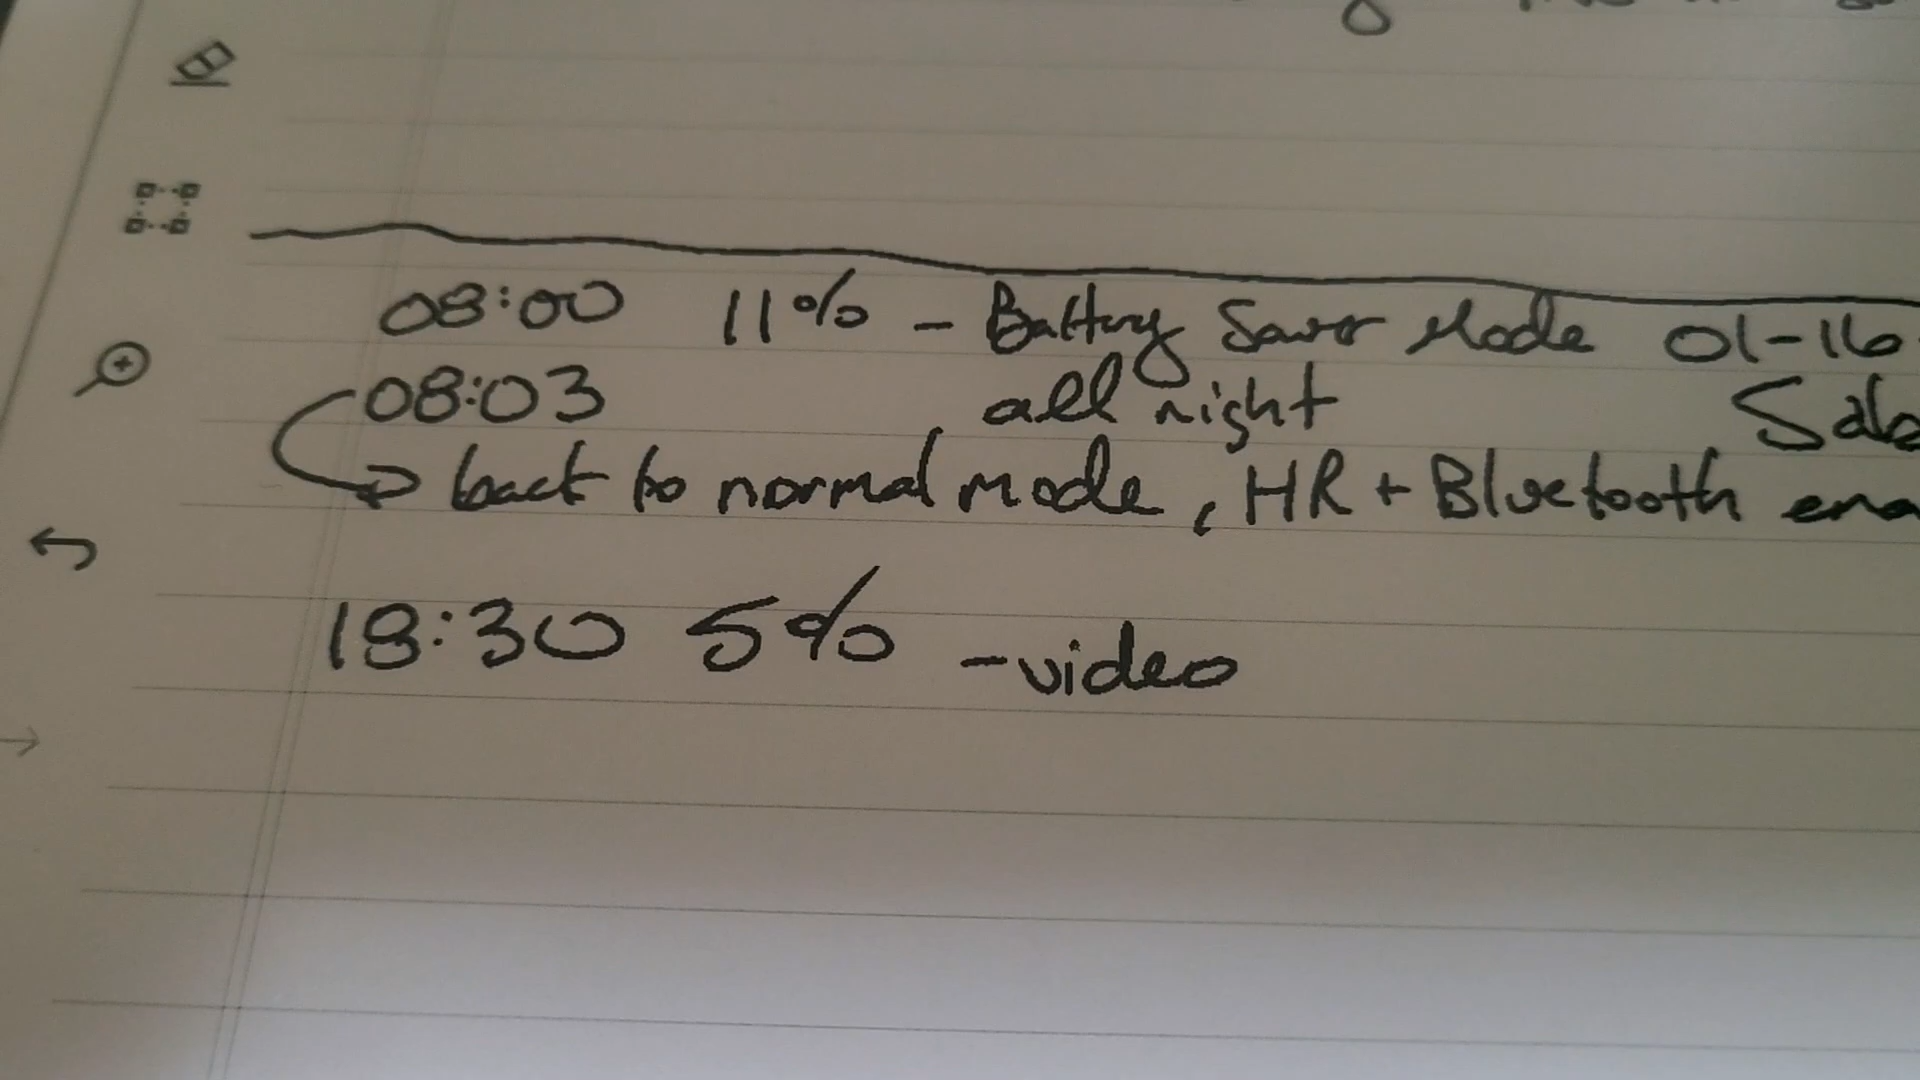 08:00 11% - Battery Saver Mode 01-16
08:03 all night
back to normal mode, HR + Bluetooth
18:30 5% - video